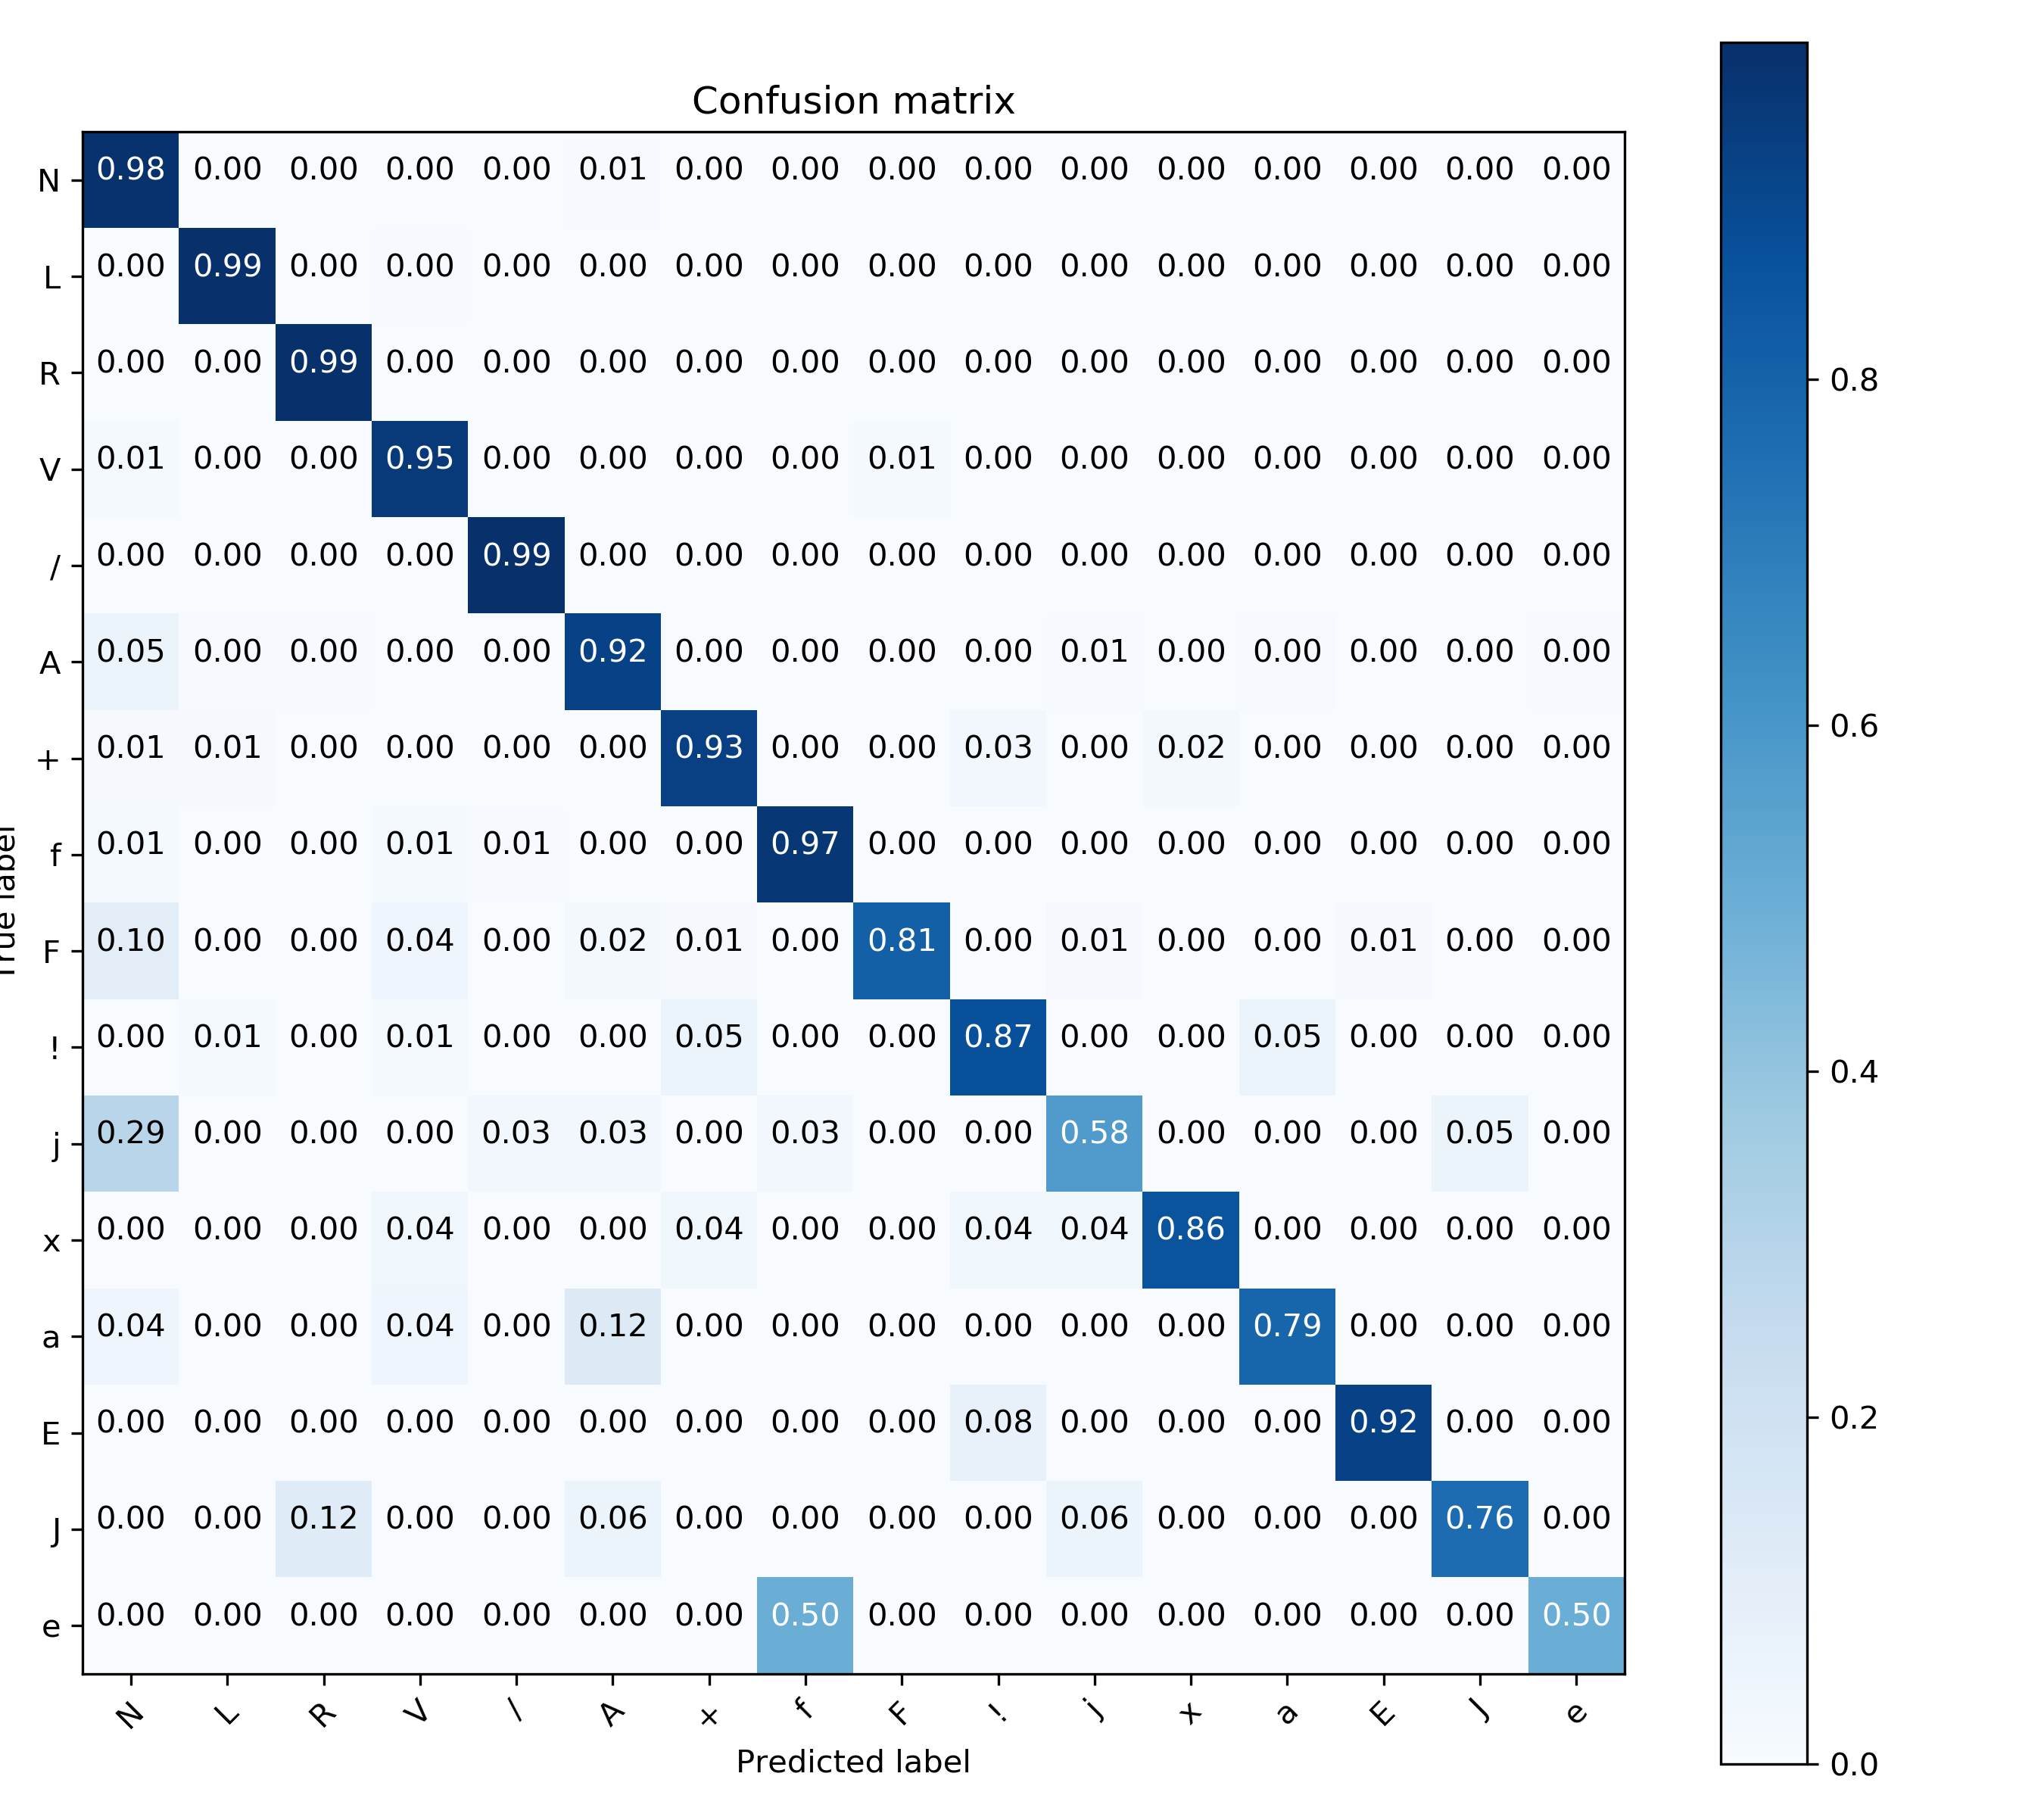 Confusion matrix
N 0.98 0.00 0.00 0.00 0.00 0.01 0.00 0.00 0.00 0.00 0.00 0.00 0.00 0.00 0.00 0.00
L 0.00 0.99 0.00 0.00 0.00 0.00 0.00 0.00 0.00 0.00 0.00 0.00 0.00 0.00 0.00 0.00
R 0.00 0.00 0.99 0.00 0.00 0.00 0.00 0.00 0.00 0.00 0.00 0.00 0.00 0.00 0.00 0.00
V 0.01 0.00 0.00 0.95 0.00 0.00 0.00 0.00 0.01 0.00 0.00 0.00 0.00 0.00 0.00 0.00
/ 0.00 0.00 0.00 0.00 0.99 0.00 0.00 0.00 0.00 0.00 0.00 0.00 0.00 0.00 0.00 0.00
A 0.05 0.00 0.00 0.00 0.00 0.92 0.00 0.00 0.00 0.00 0.01 0.00 0.00 0.00 0.00 0.00
+ 0.01 0.01 0.00 0.00 0.00 0.00 0.93 0.00 0.00 0.03 0.00 0.02 0.00 0.00 0.00 0.00
f 0.01 0.00 0.00 0.01 0.01 0.00 0.00 0.97 0.00 0.00 0.00 0.00 0.00 0.00 0.00 0.00
F 0.10 0.00 0.00 0.04 0.00 0.02 0.01 0.00 0.81 0.00 0.01 0.00 0.00 0.01 0.00 0.00
! 0.00 0.01 0.00 0.01 0.00 0.00 0.05 0.00 0.00 0.87 0.00 0.00 0.05 0.00 0.00 0.00
j 0.29 0.00 0.00 0.00 0.03 0.03 0.00 0.03 0.00 0.00 0.58 0.00 0.00 0.00 0.05 0.00
x 0.00 0.00 0.00 0.04 0.00 0.00 0.04 0.00 0.00 0.04 0.04 0.86 0.00 0.00 0.00 0.00
a 0.04 0.00 0.00 0.04 0.00 0.12 0.00 0.00 0.00 0.00 0.00 0.00 0.79 0.00 0.00 0.00
E 0.00 0.00 0.00 0.00 0.00 0.00 0.00 0.00 0.00 0.08 0.00 0.00 0.00 0.92 0.00 0.00
J 0.00 0.00 0.12 0.00 0.00 0.06 0.00 0.00 0.00 0.00 0.06 0.00 0.00 0.00 0.76 0.00
e 0.00 0.00 0.00 0.00 0.00 0.00 0.00 0.50 0.00 0.00 0.00 0.00 0.00 0.00 0.00 0.50
N L R V / A + f F ! j x a E J e
Predicted label
True label
0.8
0.6
0.4
0.2
0.0